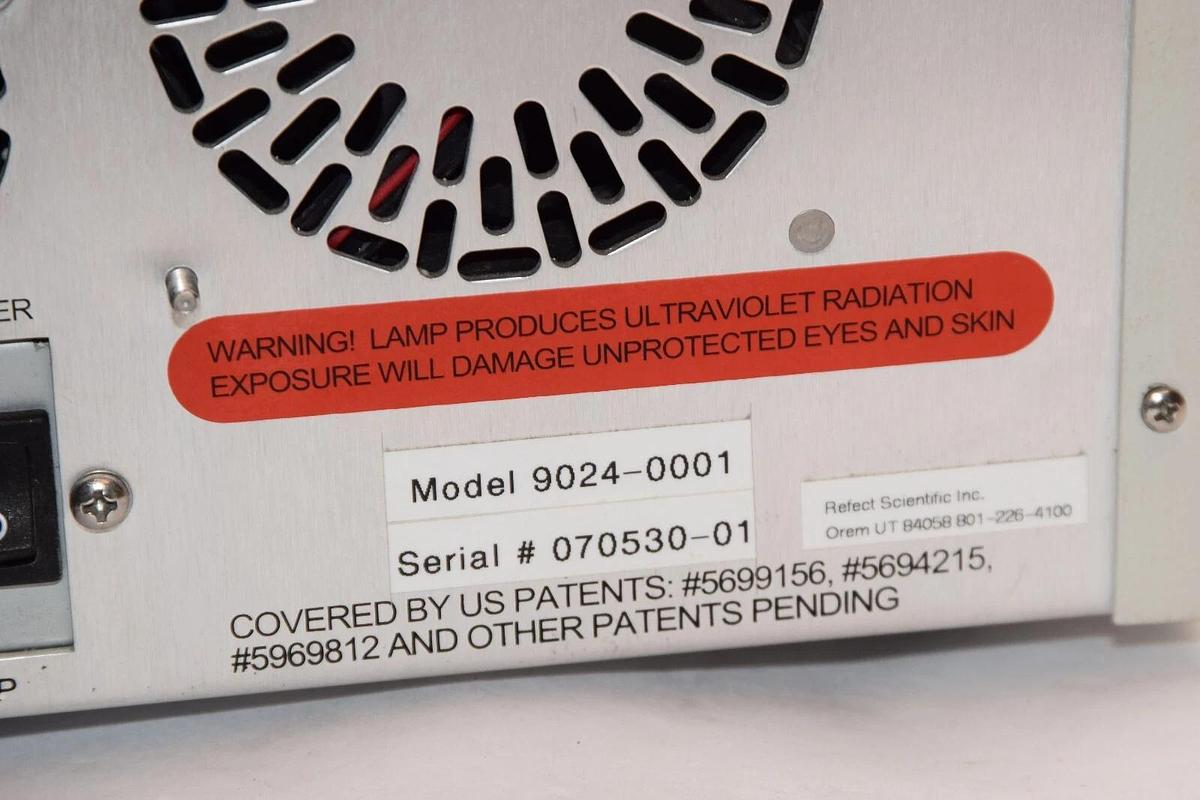 ER
WARNING! LAMP PRODUCES ULTRAVIOLET RADIATION
EXPOSURE WILL DAMAGE UNPROTECTED EYES AND SKIN
Model 9024-0001
Serial # 070530-01
Refect Scientific Inc.
Orem UT 84058 801-226-4100
COVERED BY US PATENTS: #5699156, #5694215,
#5969812 AND OTHER PATENTS PENDING
P